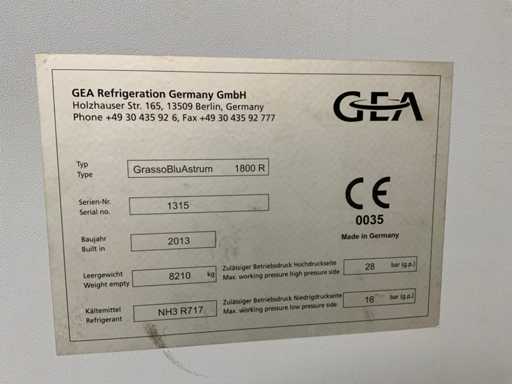 GEA Refrigeration Germany GmbH
Holzhauser Str. 165, 13509 Berlin, Germany
Phone +49 30 435 92 6, Fax +49 30 435 92 777
GEA
Typ
Type
GrassoBluAstrum 1800 R
Serien-Nr.
Serial no.
1315
CE
0035
Made in Germany
Baujahr
Built in
2013
Leergewicht
Weight empty
8210 kg
Zulässiger Betriebsdruck Hochdruckseite
Max. working pressure high pressure side
28 bar (g.p.)
Kältemittel
Refrigerant
NH3 R717
Zulässiger Betriebsdruck Niedrigdruckseite
Max. working pressure low pressure side
16 bar (g.p.)